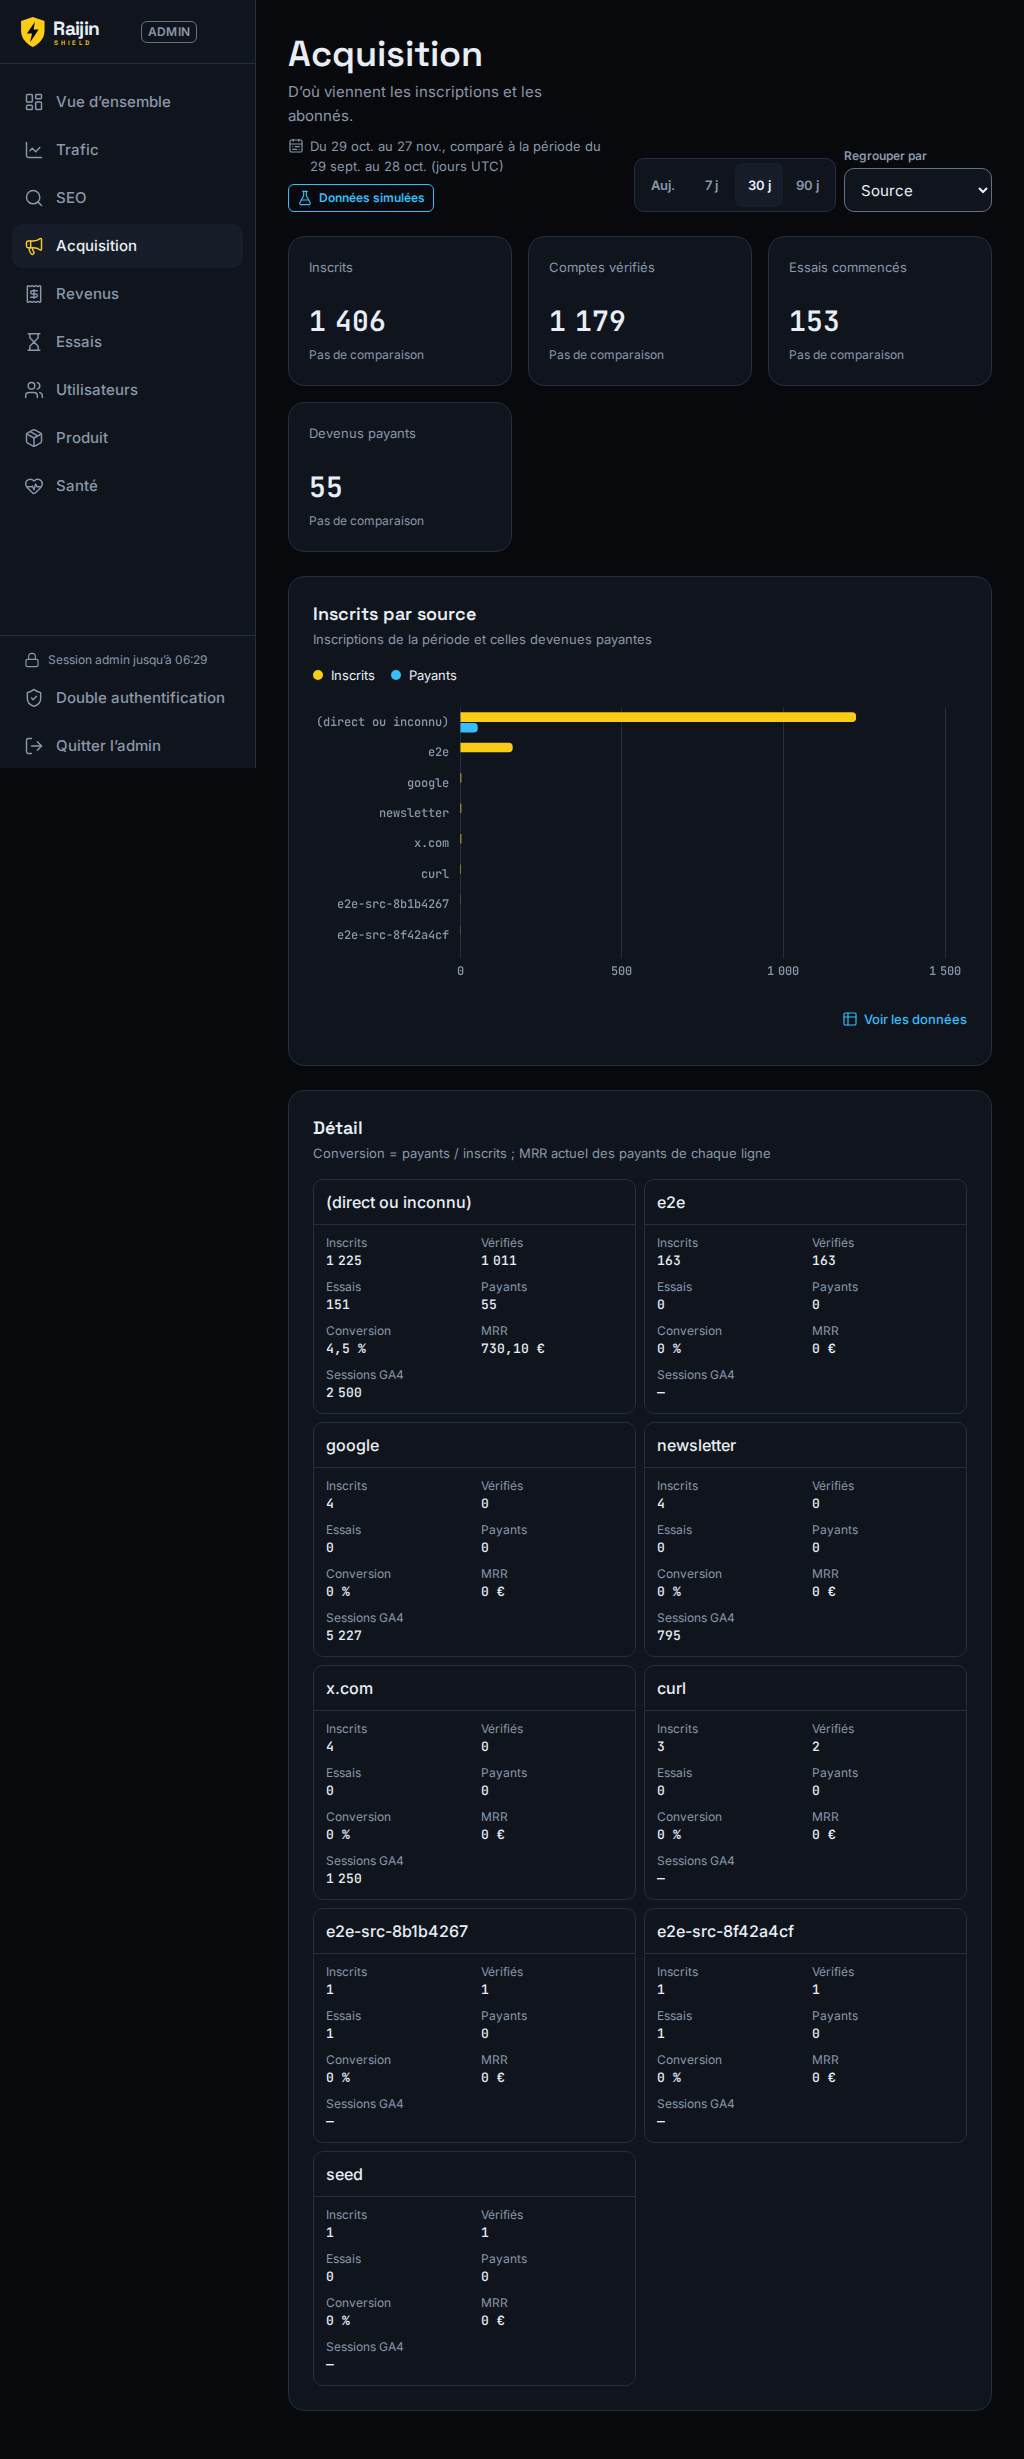 Raijin
SHIELD
ADMIN
Vue d’ensemble
Trafic
SEO
Acquisition
Revenus
Essais
Utilisateurs
Produit
Santé
Session admin jusqu’à 06:29
Double authentification
Quitter l’admin
Acquisition
D’où viennent les inscriptions et les
abonnés.
Du 29 oct. au 27 nov., comparé à la période du
29 sept. au 28 oct. (jours UTC)
Données simulées
Auj.
7 j
30 j
90 j
Regrouper par
Source
Inscrits
1 406
Pas de comparaison
Comptes vérifiés
1 179
Pas de comparaison
Essais commencés
153
Pas de comparaison
Devenus payants
55
Pas de comparaison
Inscrits par source
Inscriptions de la période et celles devenues payantes
Inscrits
Payants
(direct ou inconnu)
e2e
google
newsletter
x.com
curl
e2e-src-8b1b4267
e2e-src-8f42a4cf
0
500
1 000
1 500
Voir les données
Détail
Conversion = payants / inscrits ; MRR actuel des payants de chaque ligne
(direct ou inconnu)
Inscrits
1 225
Vérifiés
1 011
Essais
151
Payants
55
Conversion
4,5 %
MRR
730,10 €
Sessions GA4
2 500
e2e
Inscrits
163
Vérifiés
163
Essais
0
Payants
0
Conversion
0 %
MRR
0 €
Sessions GA4
—
google
Inscrits
4
Vérifiés
0
Essais
0
Payants
0
Conversion
0 %
MRR
0 €
Sessions GA4
5 227
newsletter
Inscrits
4
Vérifiés
0
Essais
0
Payants
0
Conversion
0 %
MRR
0 €
Sessions GA4
795
x.com
Inscrits
4
Vérifiés
0
Essais
0
Payants
0
Conversion
0 %
MRR
0 €
Sessions GA4
1 250
curl
Inscrits
3
Vérifiés
2
Essais
0
Payants
0
Conversion
0 %
MRR
0 €
Sessions GA4
—
e2e-src-8b1b4267
Inscrits
1
Vérifiés
1
Essais
1
Payants
0
Conversion
0 %
MRR
0 €
Sessions GA4
—
e2e-src-8f42a4cf
Inscrits
1
Vérifiés
1
Essais
1
Payants
0
Conversion
0 %
MRR
0 €
Sessions GA4
—
seed
Inscrits
1
Vérifiés
1
Essais
0
Payants
0
Conversion
0 %
MRR
0 €
Sessions GA4
—